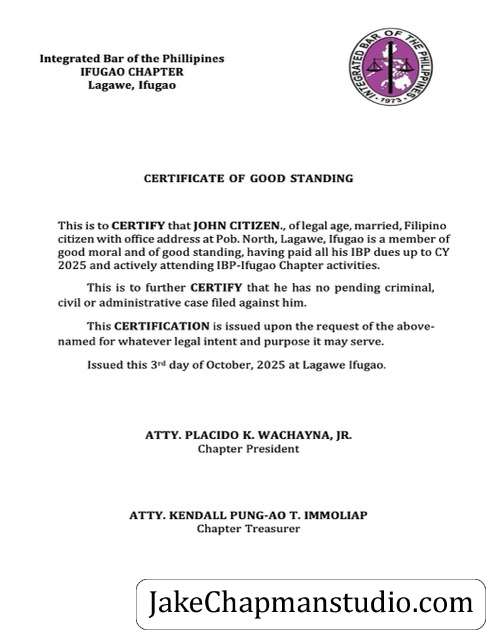 Integrated Bar of the Phillipines
IFUGAO CHAPTER
Lagawe, Ifugao
INTEGRATED BAR OF THE PHILIPPINES
· 1973 ·
CERTIFICATE OF GOOD STANDING
This is to CERTIFY that JOHN CITIZEN., of legal age, married, Filipino
citizen with office address at Pob. North, Lagawe, Ifugao is a member of
good moral and of good standing, having paid all his IBP dues up to CY
2025 and actively attending IBP-Ifugao Chapter activities.
This is to further CERTIFY that he has no pending criminal,
civil or administrative case filed against him.
This CERTIFICATION is issued upon the request of the above-
named for whatever legal intent and purpose it may serve.
Issued this 3rd day of October, 2025 at Lagawe Ifugao.
ATTY. PLACIDO K. WACHAYNA, JR.
Chapter President
ATTY. KENDALL PUNG-AO T. IMMOLIAP
Chapter Treasurer
JakeChapmanstudio.com